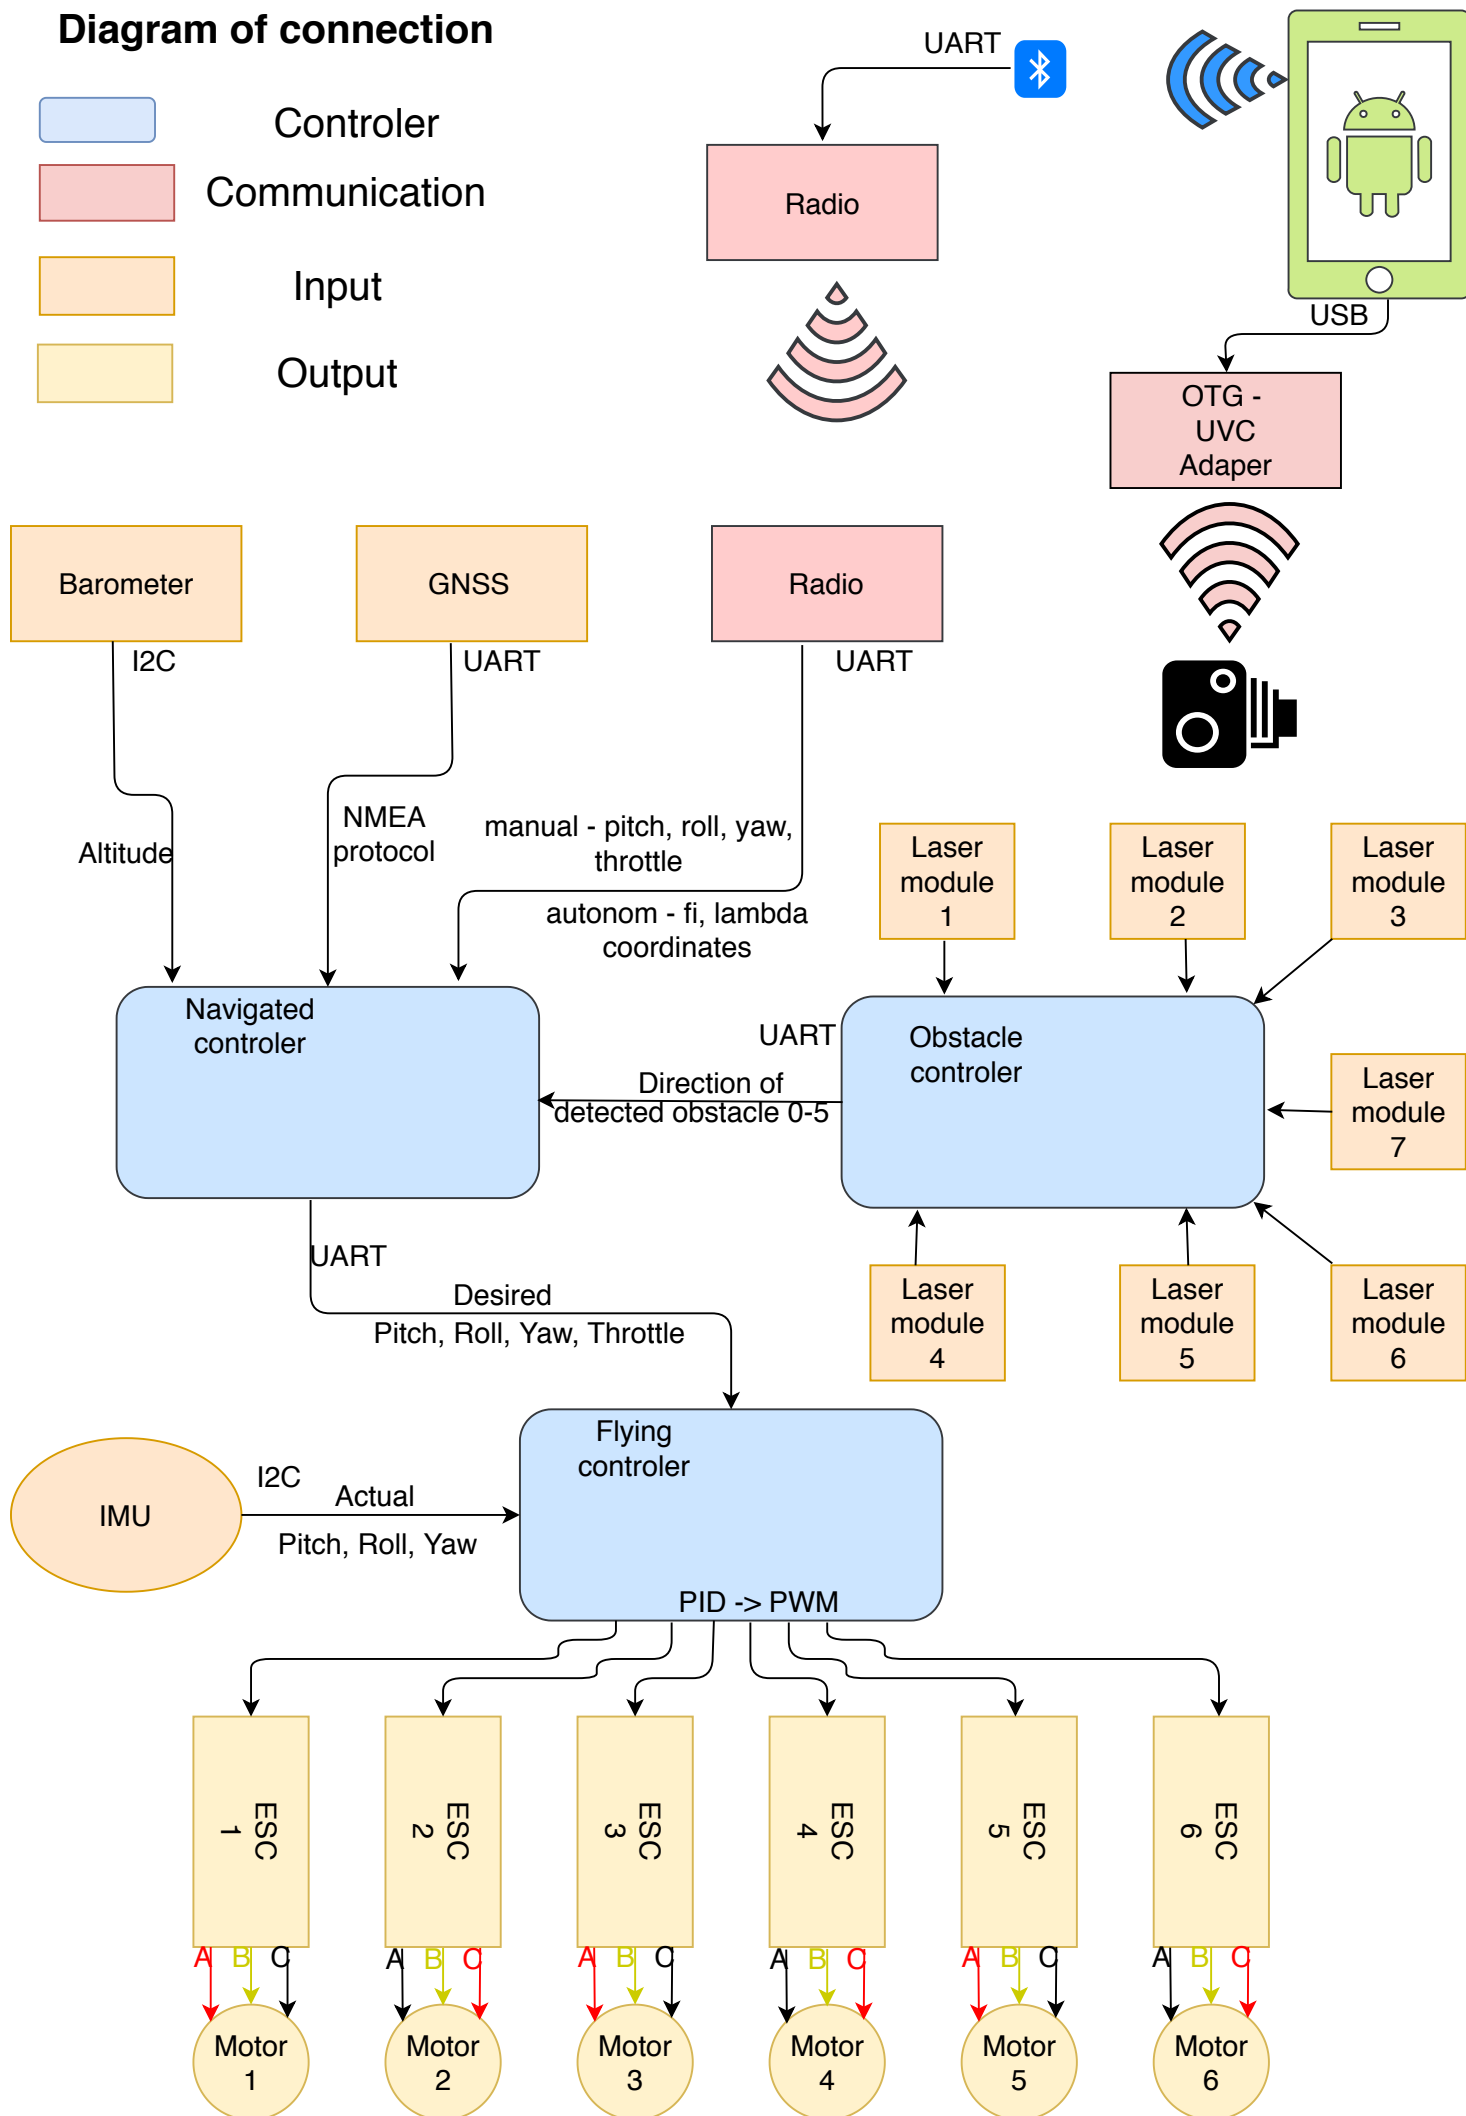 Diagram of connection
Controler
Communication
Input
Output
UART
Radio
USB
OTG -
UVC
Adaper
Barometer
GNSS
Radio
I2C
UART
UART
Altitude
NMEA
protocol
manual - pitch, roll, yaw,
throttle
autonom - fi, lambda
coordinates
Laser
module
1
Laser
module
2
Laser
module
3
Navigated
controler
UART
Direction of
detected obstacle 0-5
Obstacle
controler
Laser
module
7
Laser
module
4
Laser
module
5
Laser
module
6
UART
Desired
Pitch, Roll, Yaw, Throttle
Flying
controler
PID -> PWM
IMU
I2C
Actual
Pitch, Roll, Yaw
ESC
1
ESC
2
ESC
3
ESC
4
ESC
5
ESC
6
A B C
A B C
A B C
A B C
A B C
A B C
Motor
1
Motor
2
Motor
3
Motor
4
Motor
5
Motor
6